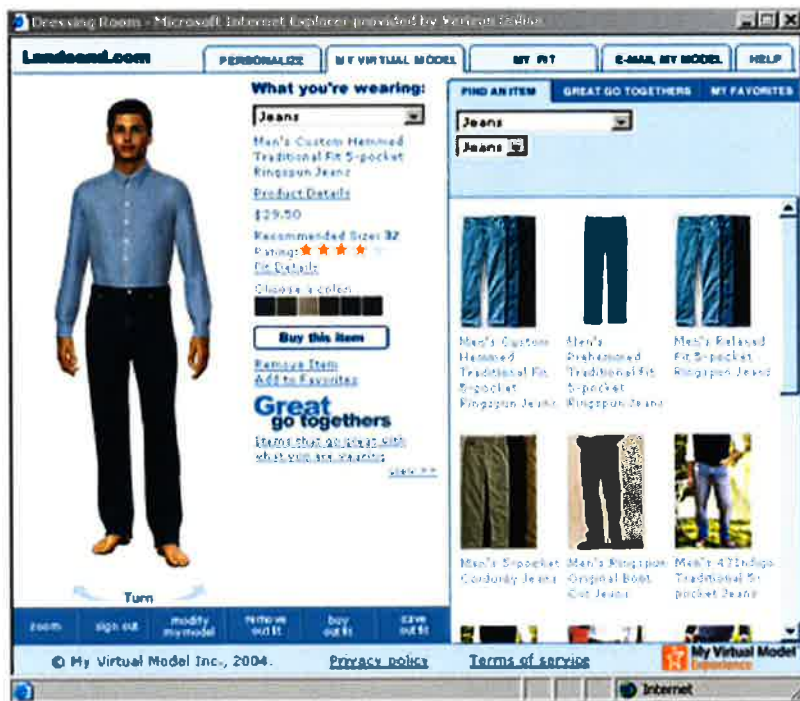 Dressing Room - Microsoft Internet Explorer provided by Verizon Online
Landsend.com
PERSONALIZE
MY VIRTUAL MODEL
MY FIT
E-MAIL MY MODEL
HELP
What you're wearing:
Jeans
Men's Custom Hemmed
Traditional Fit 5-pocket
Ringspun Jeans
Product Details
$29.50
Recommended Size: 32
Rating:
Fit Details
Choose a color:
Buy this item
Remove Item
Add to Favorites
Great
go togethers
Items that go great with
what you are wearing
view >>
Turn
zoom
sign out
modify
my model
remove
outfit
buy
outfit
save
outfit
FIND AN ITEM
GREAT GO TOGETHERS
MY FAVORITES
Jeans
Jeans
Men's Custom
Hemmed
Traditional Fit
5-pocket
Ringspun Jeans
Men's
Prehemmed
Traditional Fit
5-pocket
Ringspun Jeans
Men's Relaxed
Fit 5-pocket
Ringspun Jeans
Men's 5-pocket
Corduroy Jeans
Men's Ringspun
Original Boot
Cut Jeans
Men's 471Indigo
Traditional 5-
pocket Jeans
© My Virtual Model Inc., 2004.
Privacy policy
Terms of service
My Virtual Model
Experience
Internet